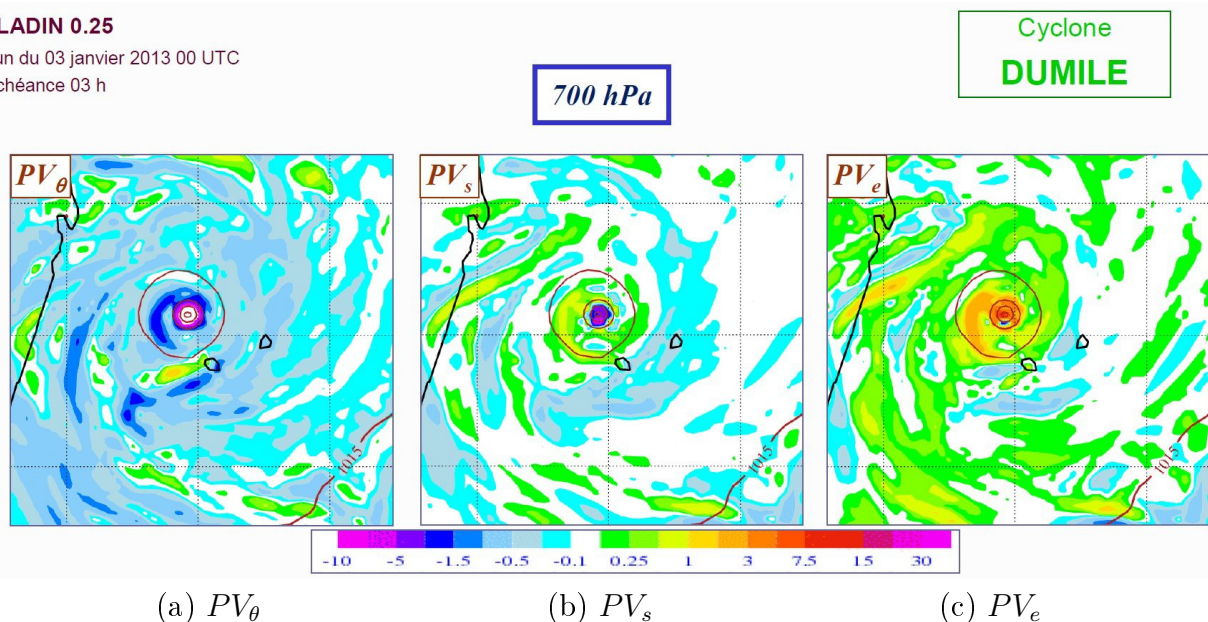 LADIN 0.25
un du 03 janvier 2013 00 UTC
chéance 03 h
700 hPa
Cyclone
DUMILE
PVθ
PVs
PVe
1015
1015
1015
-10 -5 -1.5 -0.5 -0.1 0.25 1 3 7.5 15 30
(a) PVθ
(b) PVs
(c) PVe